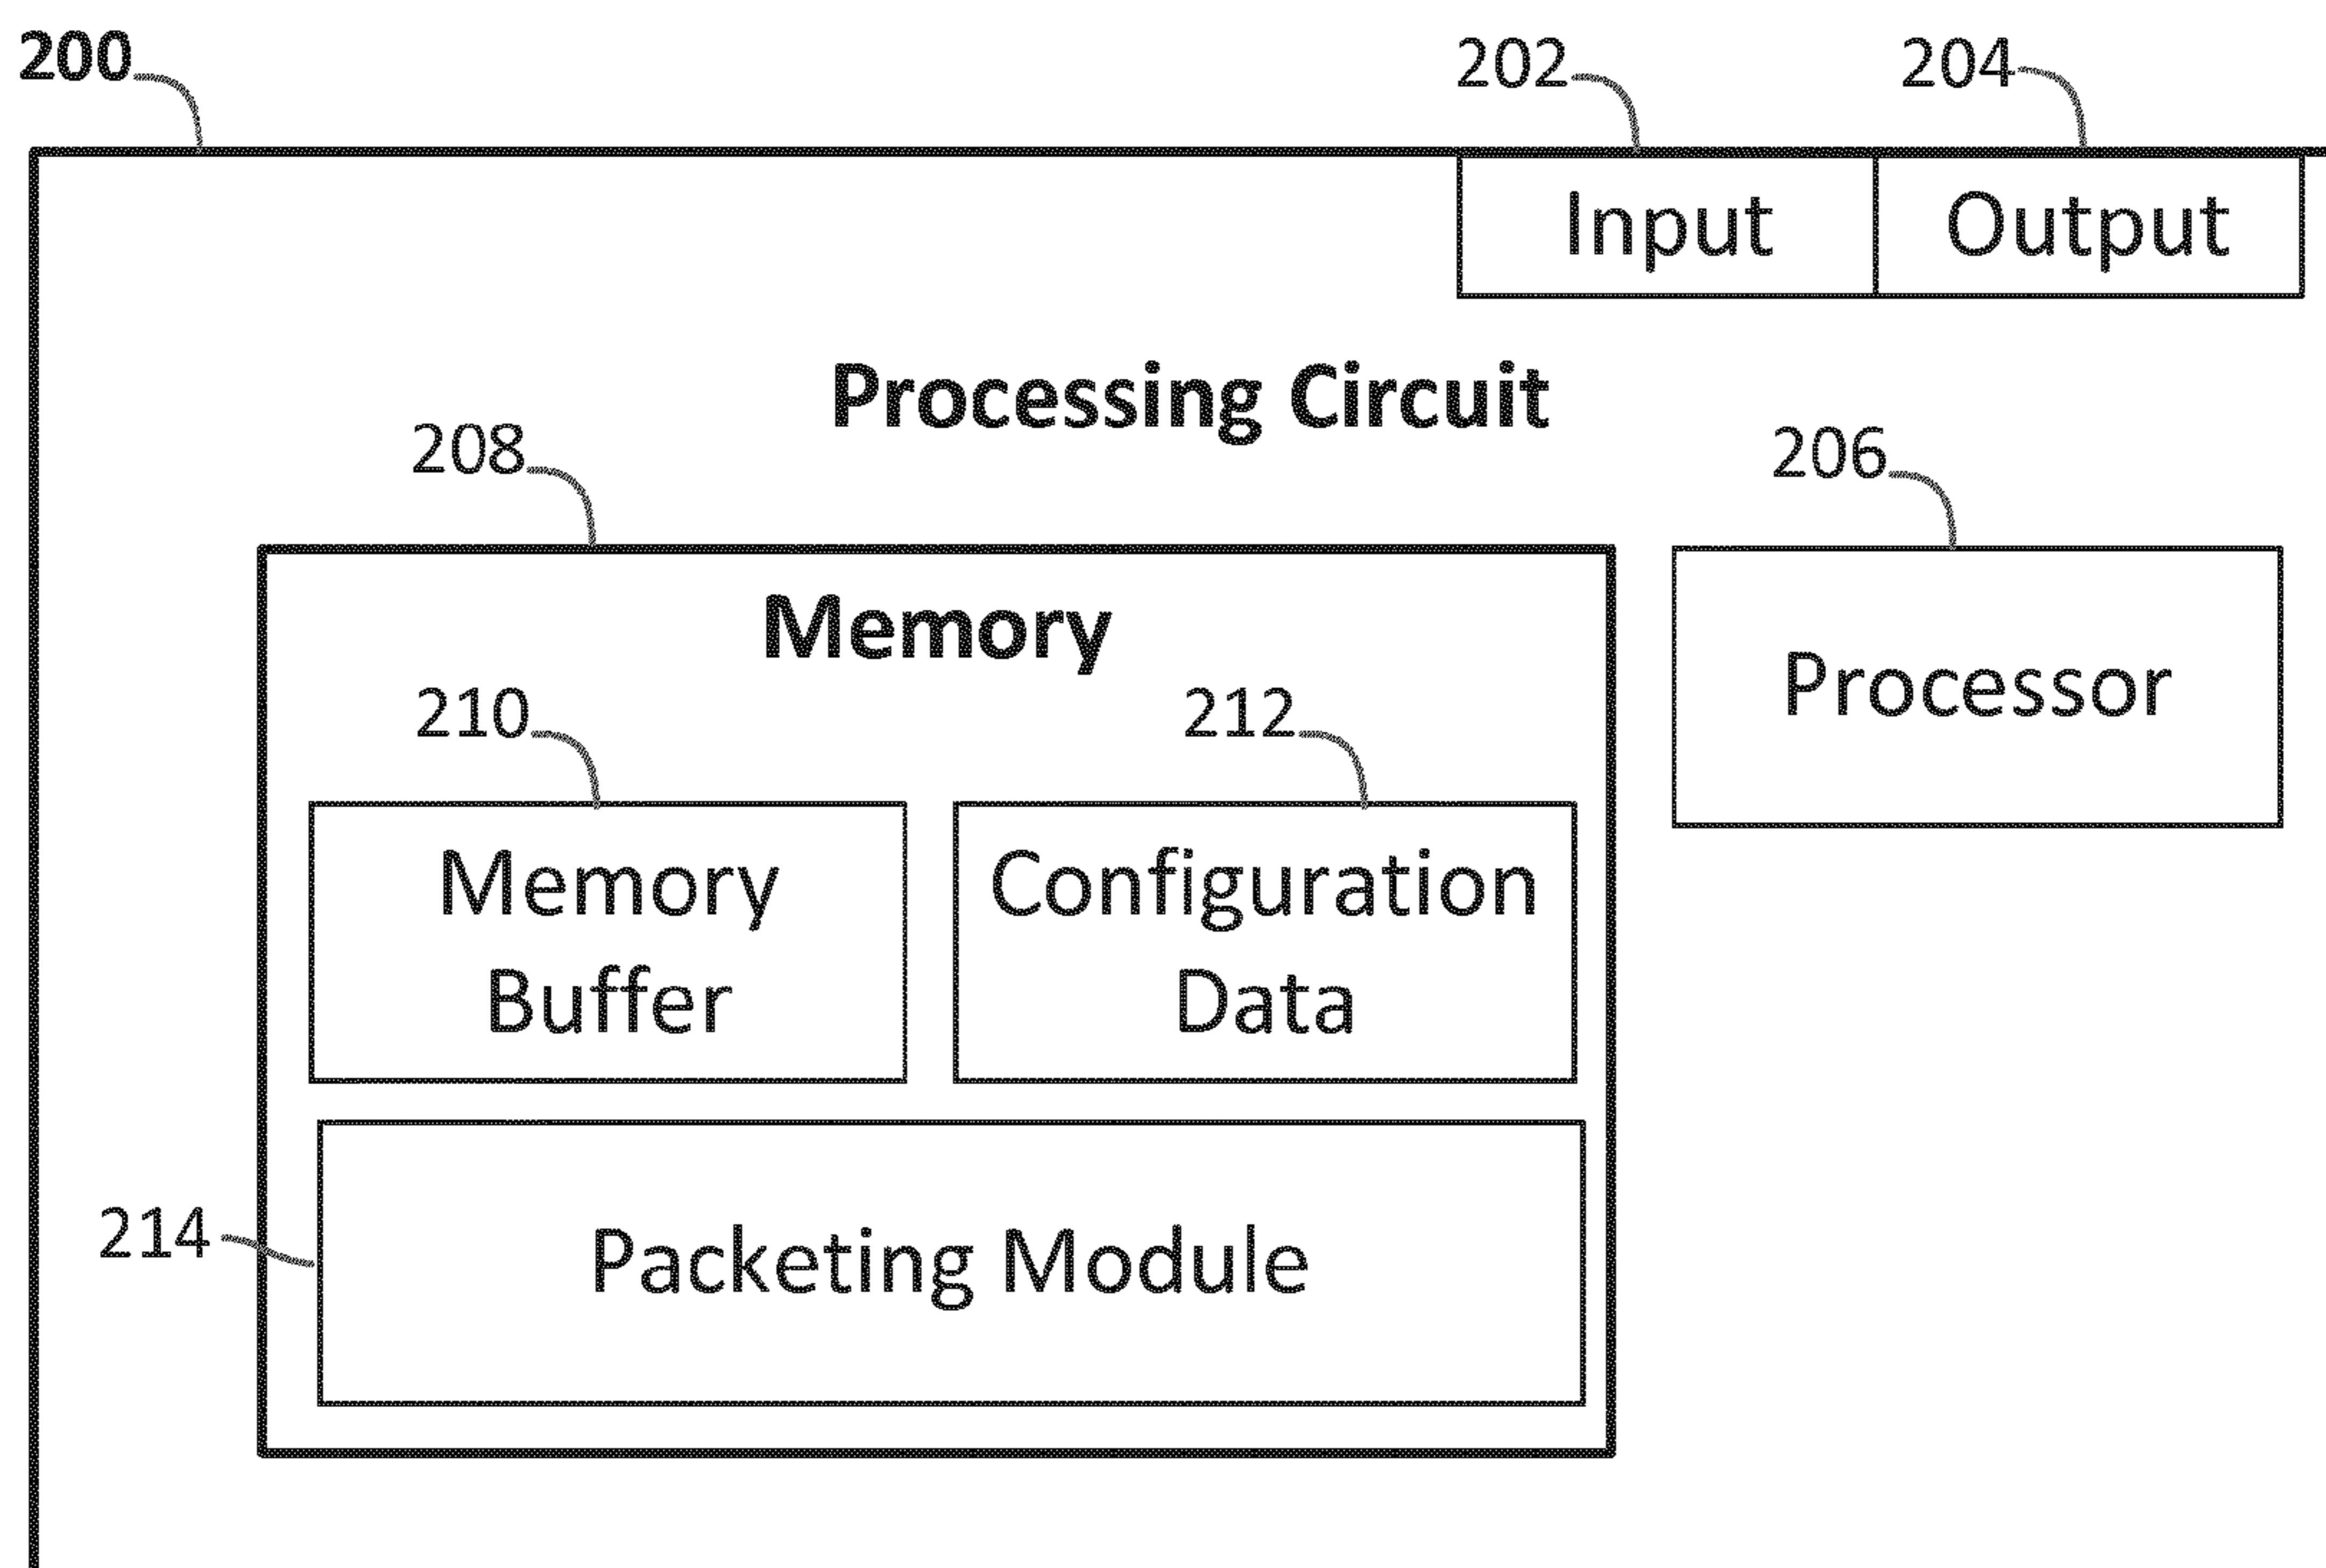 200
202
204
Input
Output
Processing Circuit
208
206
Memory
Processor
210
212
Memory
Buffer
Configuration
Data
214
Packeting Module